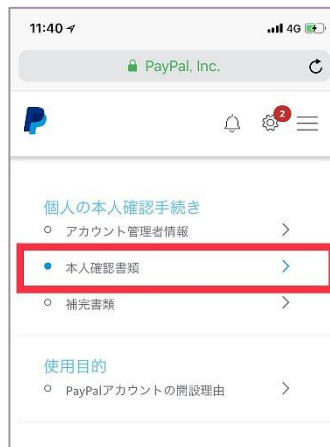 11:40
4G
PayPal, Inc.
2
個人の本人確認手続き
アカウント管理者情報
本人確認書類
補完書類
使用目的
PayPalアカウントの開設理由